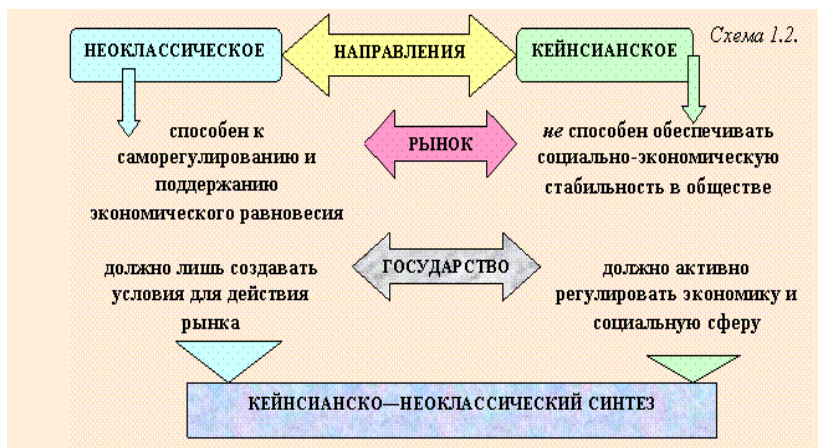 Схема 1.2.
НЕОКЛАССИЧЕСКОЕ
НАПРАВЛЕНИЯ
КЕЙНСИАНСКОЕ
способен к
саморегулированию и
поддержанию
экономического равновесия
РЫНОК
не способен обеспечивать
социально-экономическую
стабильность в обществе
должно лишь создавать
условия для действия
рынка
ГОСУДАРСТВО
должно активно
регулировать экономику и
социальную сферу
КЕЙНСИАНСКО—НЕОКЛАССИЧЕСКИЙ СИНТЕЗ